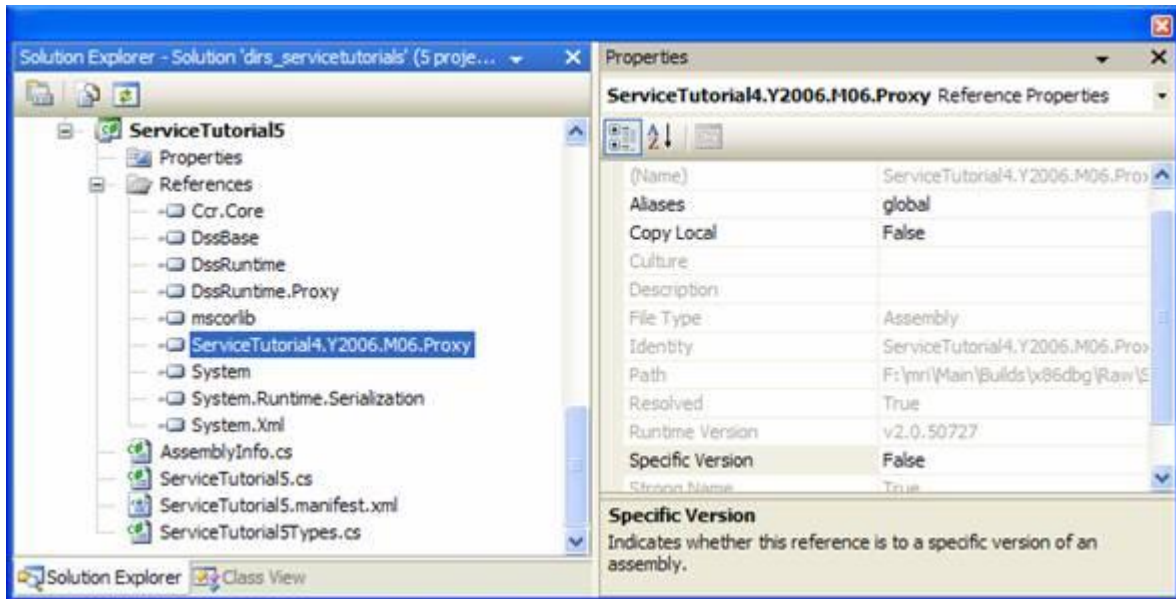 Solution Explorer - Solution 'dirs_servicetutorials' (5 proje...
ServiceTutorial5
Properties
References
Ccr.Core
DssBase
DssRuntime
DssRuntime.Proxy
mscorlib
ServiceTutorial4.Y2006.M06.Proxy
System
System.Runtime.Serialization
System.Xml
AssemblyInfo.cs
ServiceTutorial5.cs
ServiceTutorial5.manifest.xml
ServiceTutorial5Types.cs
Solution Explorer Class View
Properties
ServiceTutorial4.Y2006.M06.Proxy Reference Properties
(Name) ServiceTutorial4.Y2006.M06.Prox
Aliases global
Copy Local False
Culture
Description
File Type Assembly
Identity ServiceTutorial4.Y2006.M06.Prox
Path F:\mri\Main\Builds\x86dbg\Raw\S
Resolved True
Runtime Version v2.0.50727
Specific Version False
Strong Name True
Specific Version
Indicates whether this reference is to a specific version of an
assembly.